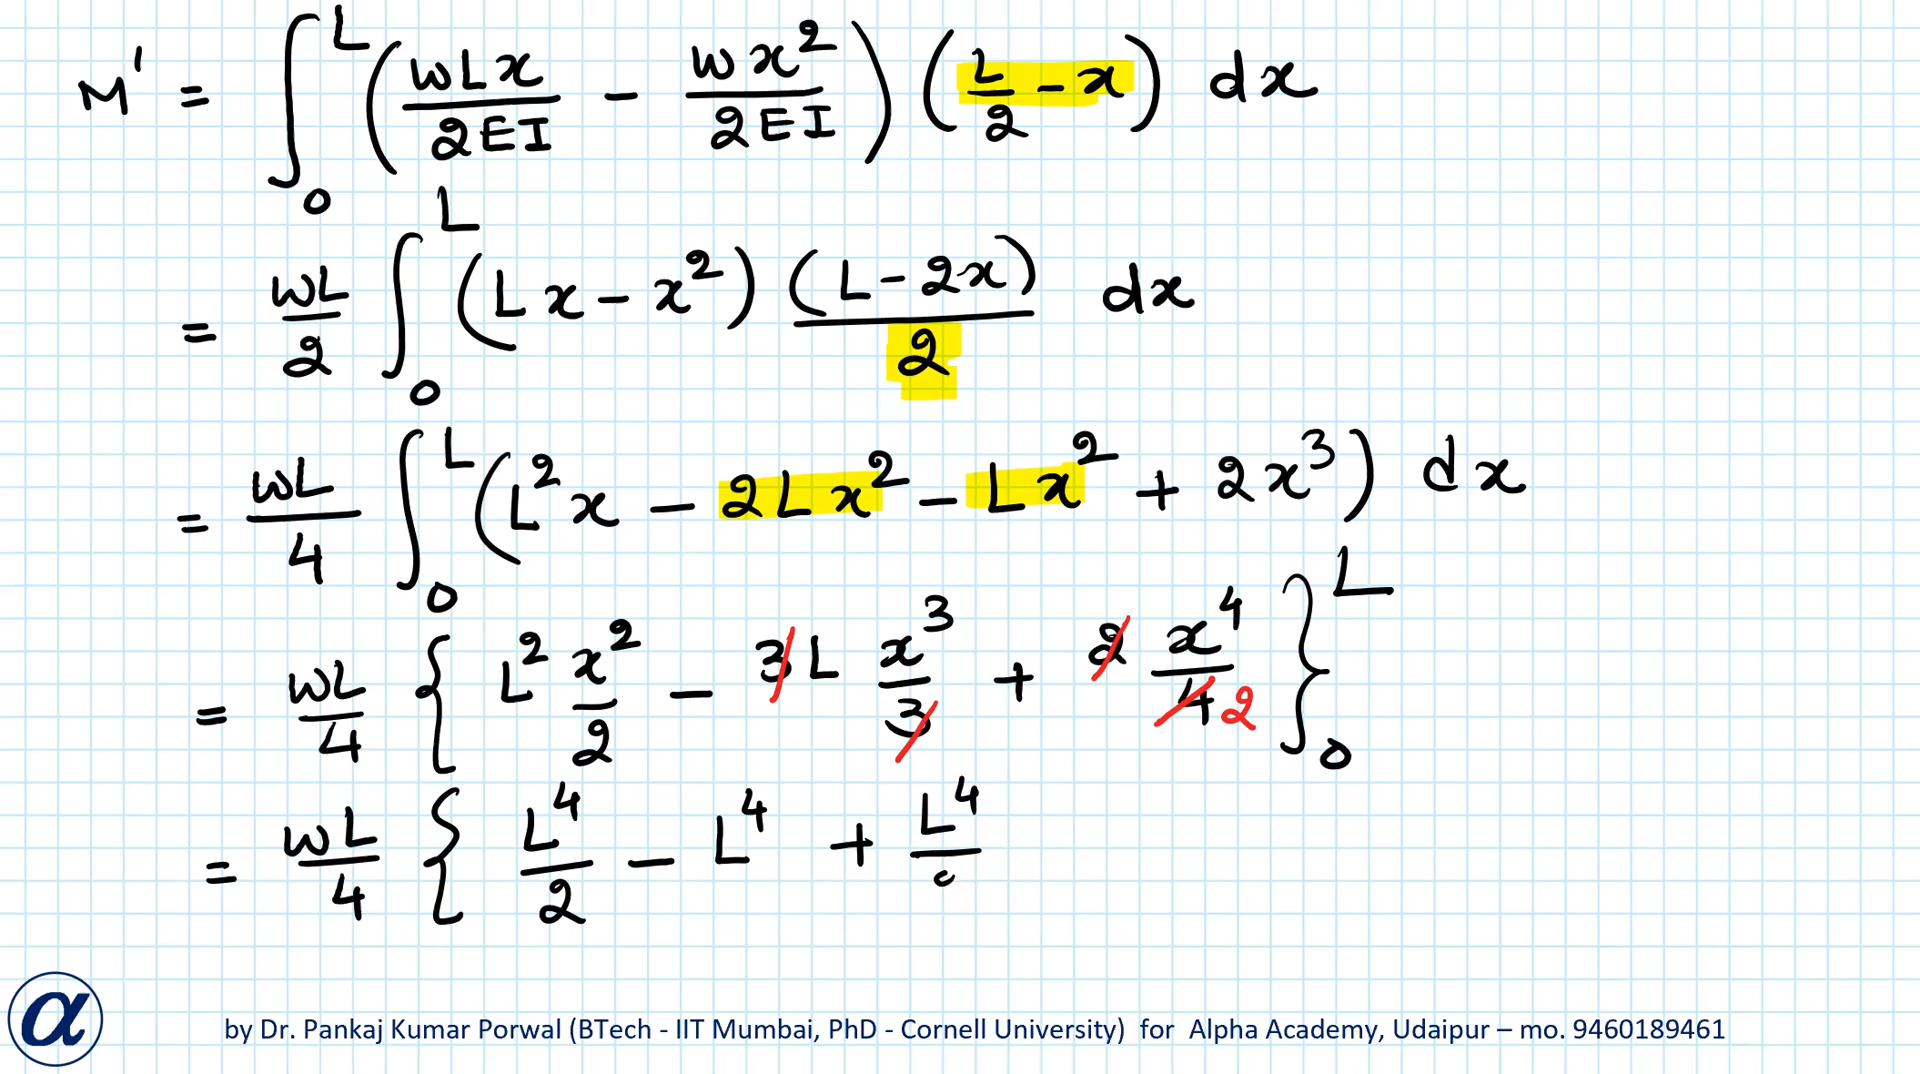 M' = ∫₀ᴸ (wLx/2EI − wx²/2EI) (L/2 − x) dx
= wL/2 ∫₀ᴸ (Lx − x²) (L − 2x)/2 dx
= wL/4 ∫₀ᴸ (L²x − 2Lx² − Lx² + 2x³) dx
= wL/4 { L² x²/2 − 3L x³/3 + 2 x⁴/4 2 }₀ᴸ
= wL/4 { L⁴/2 − L⁴ + L⁴/
α by Dr. Pankaj Kumar Porwal (BTech - IIT Mumbai, PhD - Cornell University) for Alpha Academy, Udaipur – mo. 9460189461